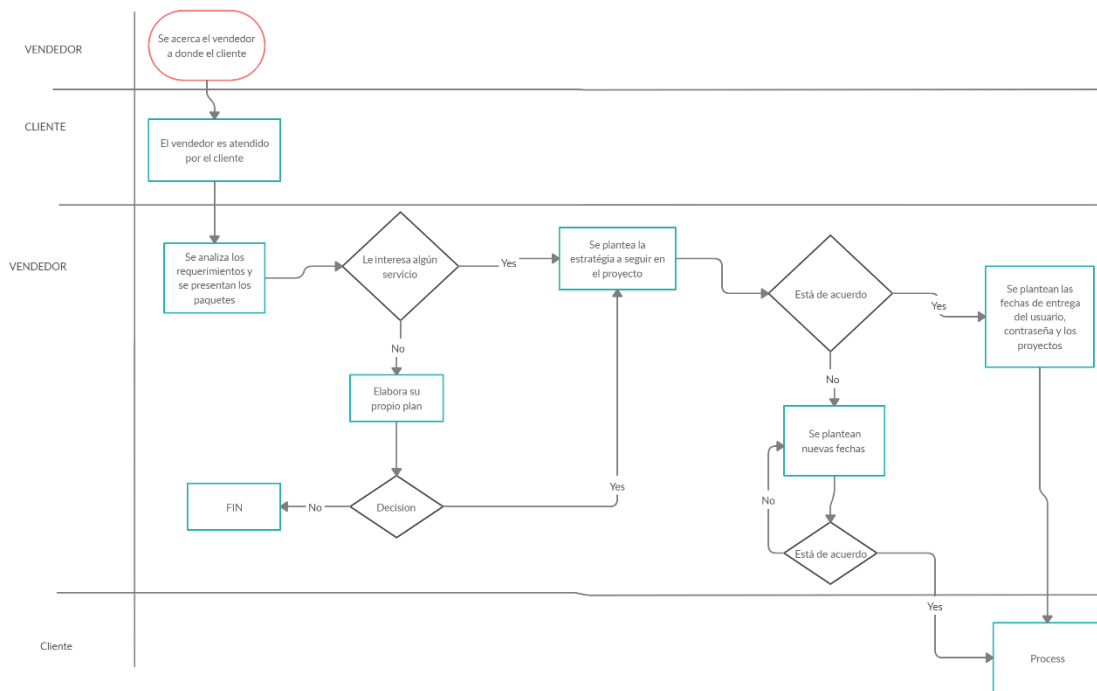 VENDEDOR
Se acerca el vendedor
a donde el cliente
CLIENTE
El vendedor es atendido
por el cliente
VENDEDOR
Se analiza los
requerimientos y
se presentan los
paquetes
Le interesa algún
servicio
Yes
Se plantea la
estratégia a seguir en
el proyecto
Está de acuerdo
Yes
Se plantean las
fechas de entrega
del usuario,
contraseña y los
proyectos
No
Elabora su
propio plan
No
Se plantean
nuevas fechas
Yes
No
FIN
No
Decision
Está de acuerdo
Yes
Cliente
Process